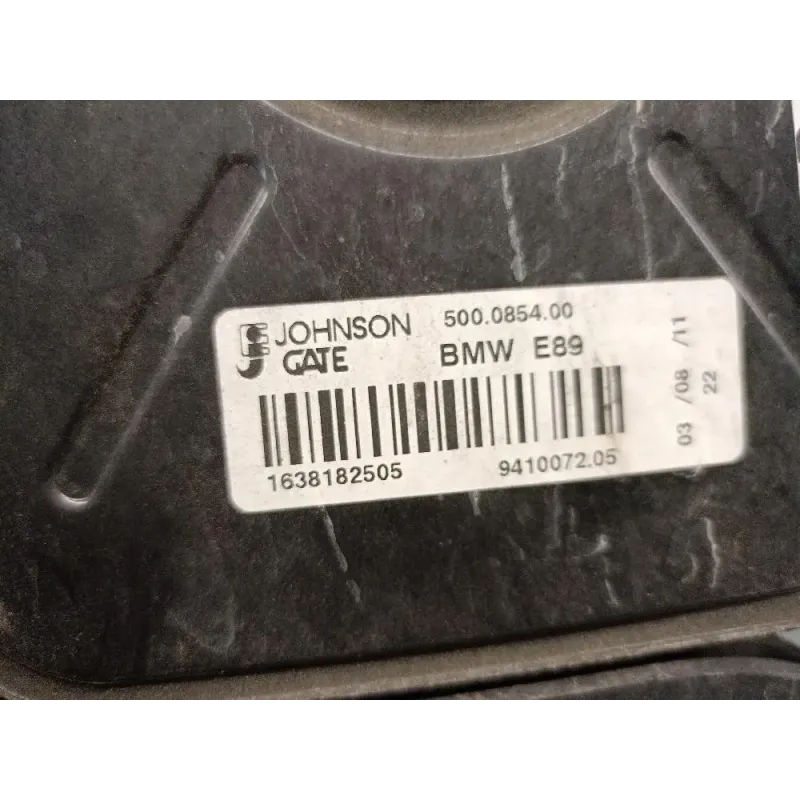 JOHNSON
GATE
500.0854.00
BMW E89
1638182505
9410072.05
03 /08 /11
22